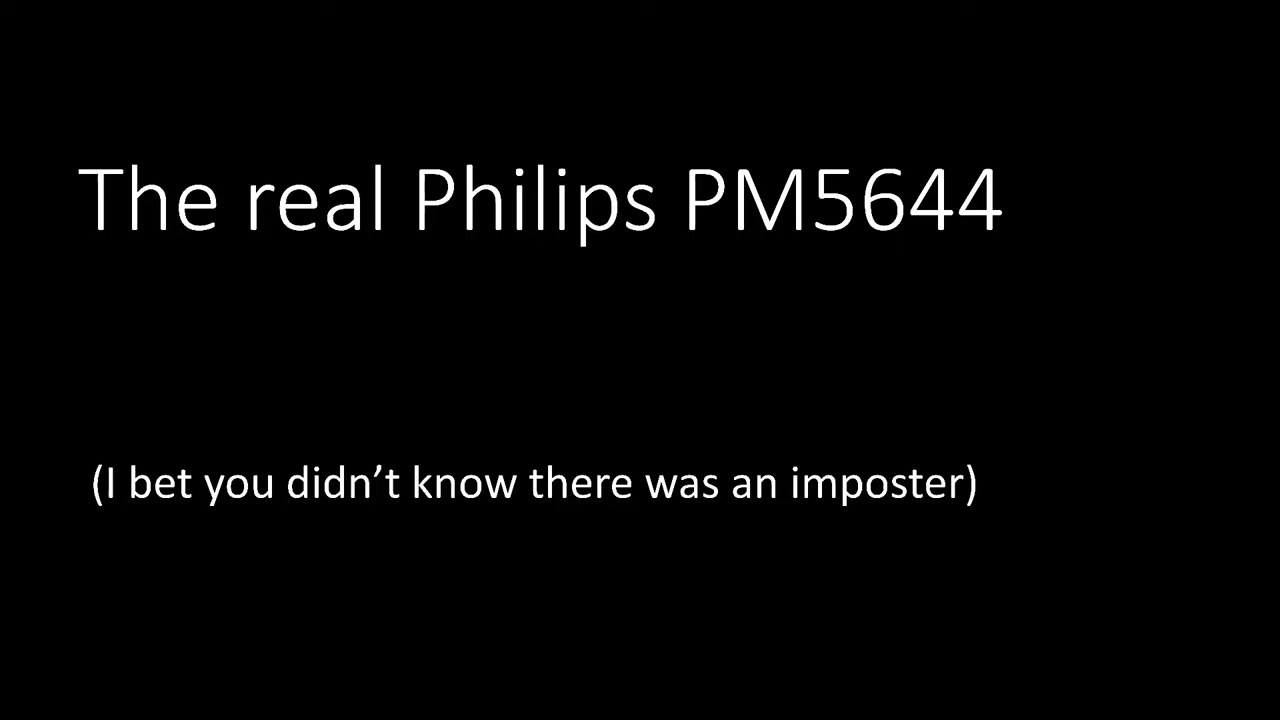 The real Philips PM5644
(I bet you didn’t know there was an imposter)